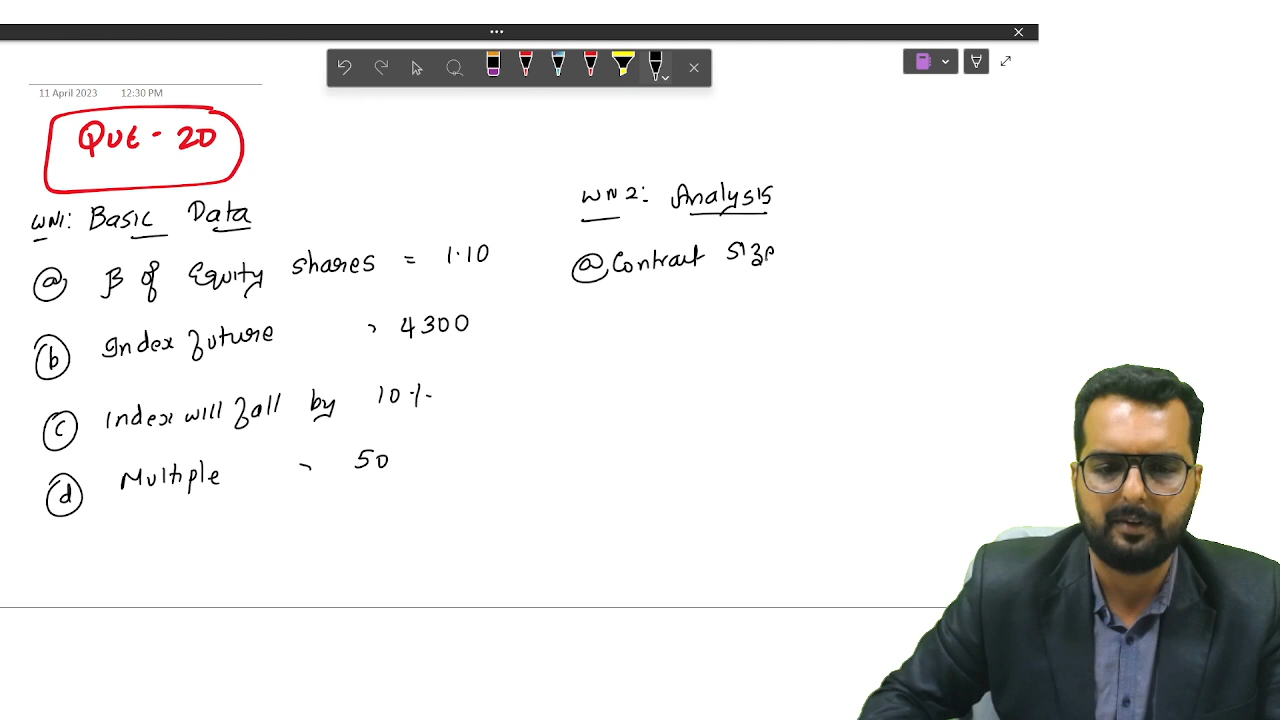 11 April 2023 12:30 PM
QUE - 20
WN1: Basic Data
(a) β of Equity shares = 1.10
(b) Index future = 4300
(c) Index will fall by 10%
(d) Multiple = 50
WN2: Analysis
(a) Contract size